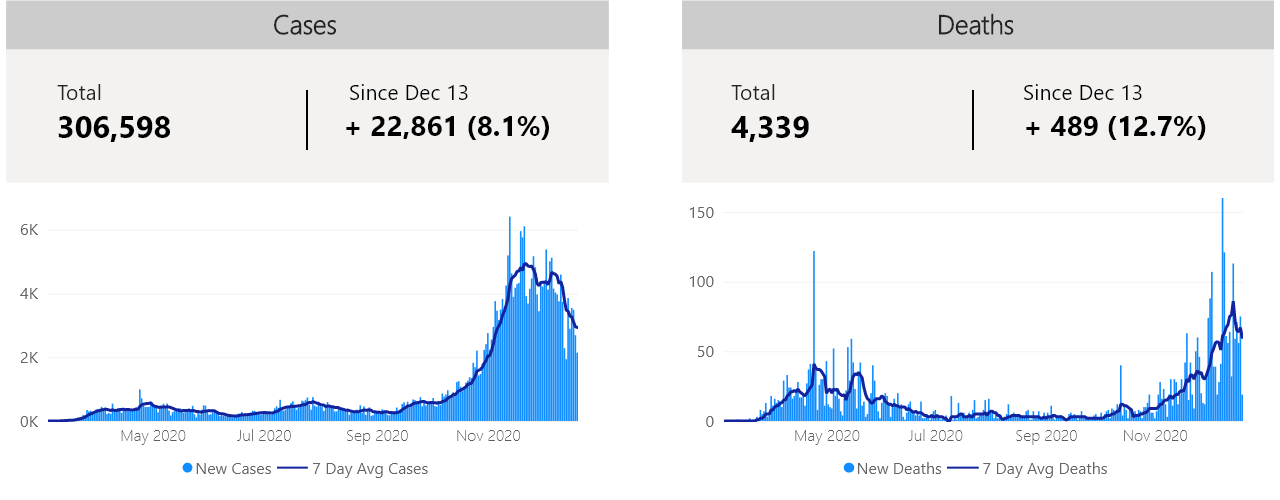 Cases
Total
Since Dec 13
306,598
+ 22,861 (8.1%)
6K
4K
2K
0K
May 2020
Jul 2020
Sep 2020
Nov 2020
New Cases
7 Day Avg Cases
Deaths
Total
Since Dec 13
4,339
+ 489 (12.7%)
150
100
50
0
May 2020
Jul 2020
Sep 2020
Nov 2020
New Deaths
7 Day Avg Deaths